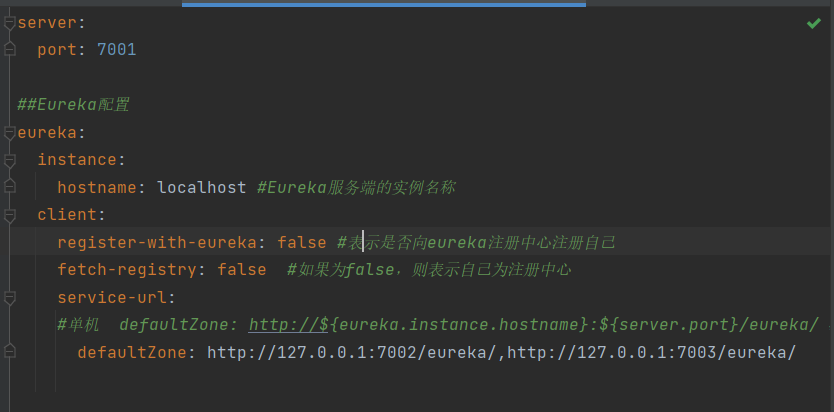 server:
  port: 7001
##Eureka配置
eureka:
  instance:
    hostname: localhost #Eureka服务端的实例名称
  client:
    register-with-eureka: false #表示是否向eureka注册中心注册自己
    fetch-registry: false  #如果为false，则表示自己为注册中心
    service-url:
    #单机  defaultZone: http://${eureka.instance.hostname}:${server.port}/eureka/
      defaultZone: http://127.0.0.1:7002/eureka/,http://127.0.0.1:7003/eureka/